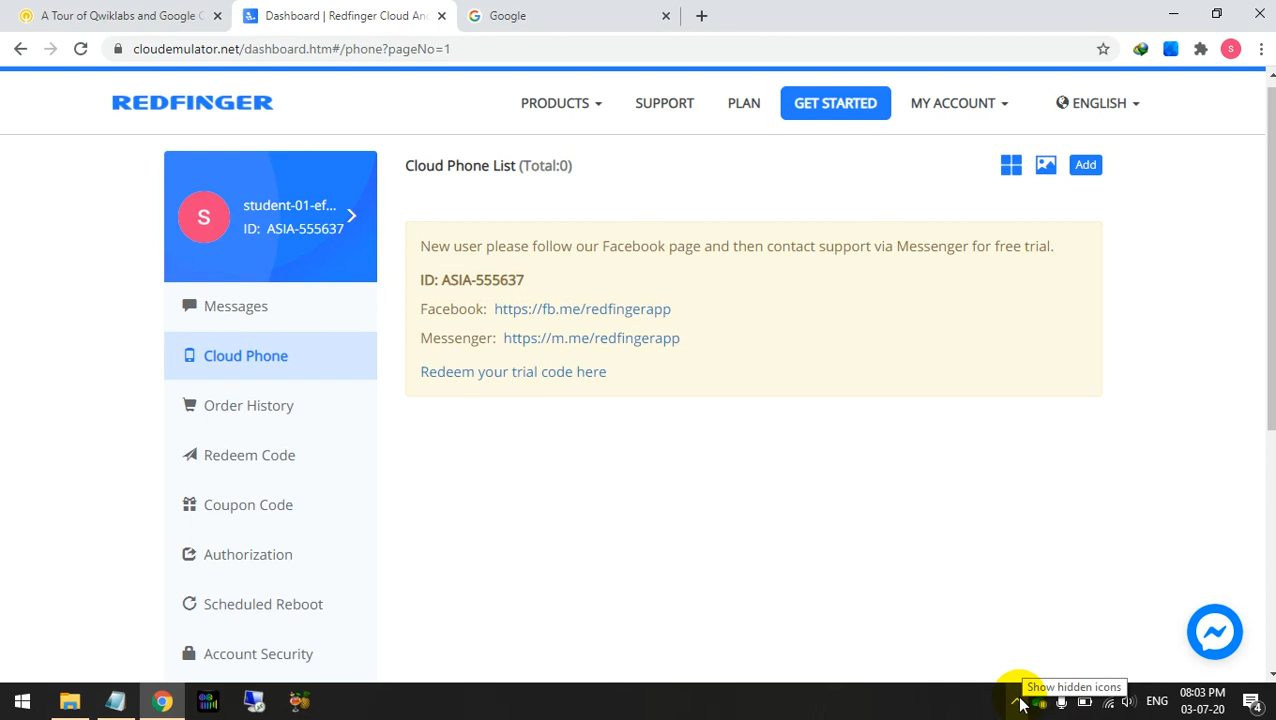 A Tour of Qwiklabs and Google C
Dashboard | Redfinger Cloud And
Google
cloudemulator.net/dashboard.htm#/phone?pageNo=1
S
REDFINGER
PRODUCTS
SUPPORT
PLAN
GET STARTED
MY ACCOUNT
ENGLISH
S
student-01-ef...
ID: ASIA-555637
Messages
Cloud Phone
Order History
Redeem Code
Coupon Code
Authorization
Scheduled Reboot
Account Security
Cloud Phone List (Total:0)
Add
New user please follow our Facebook page and then contact support via Messenger for free trial.
ID: ASIA-555637
Facebook: https://fb.me/redfingerapp
Messenger: https://m.me/redfingerapp
Redeem your trial code here
Show hidden icons
ENG
08:03 PM
03-07-20
4